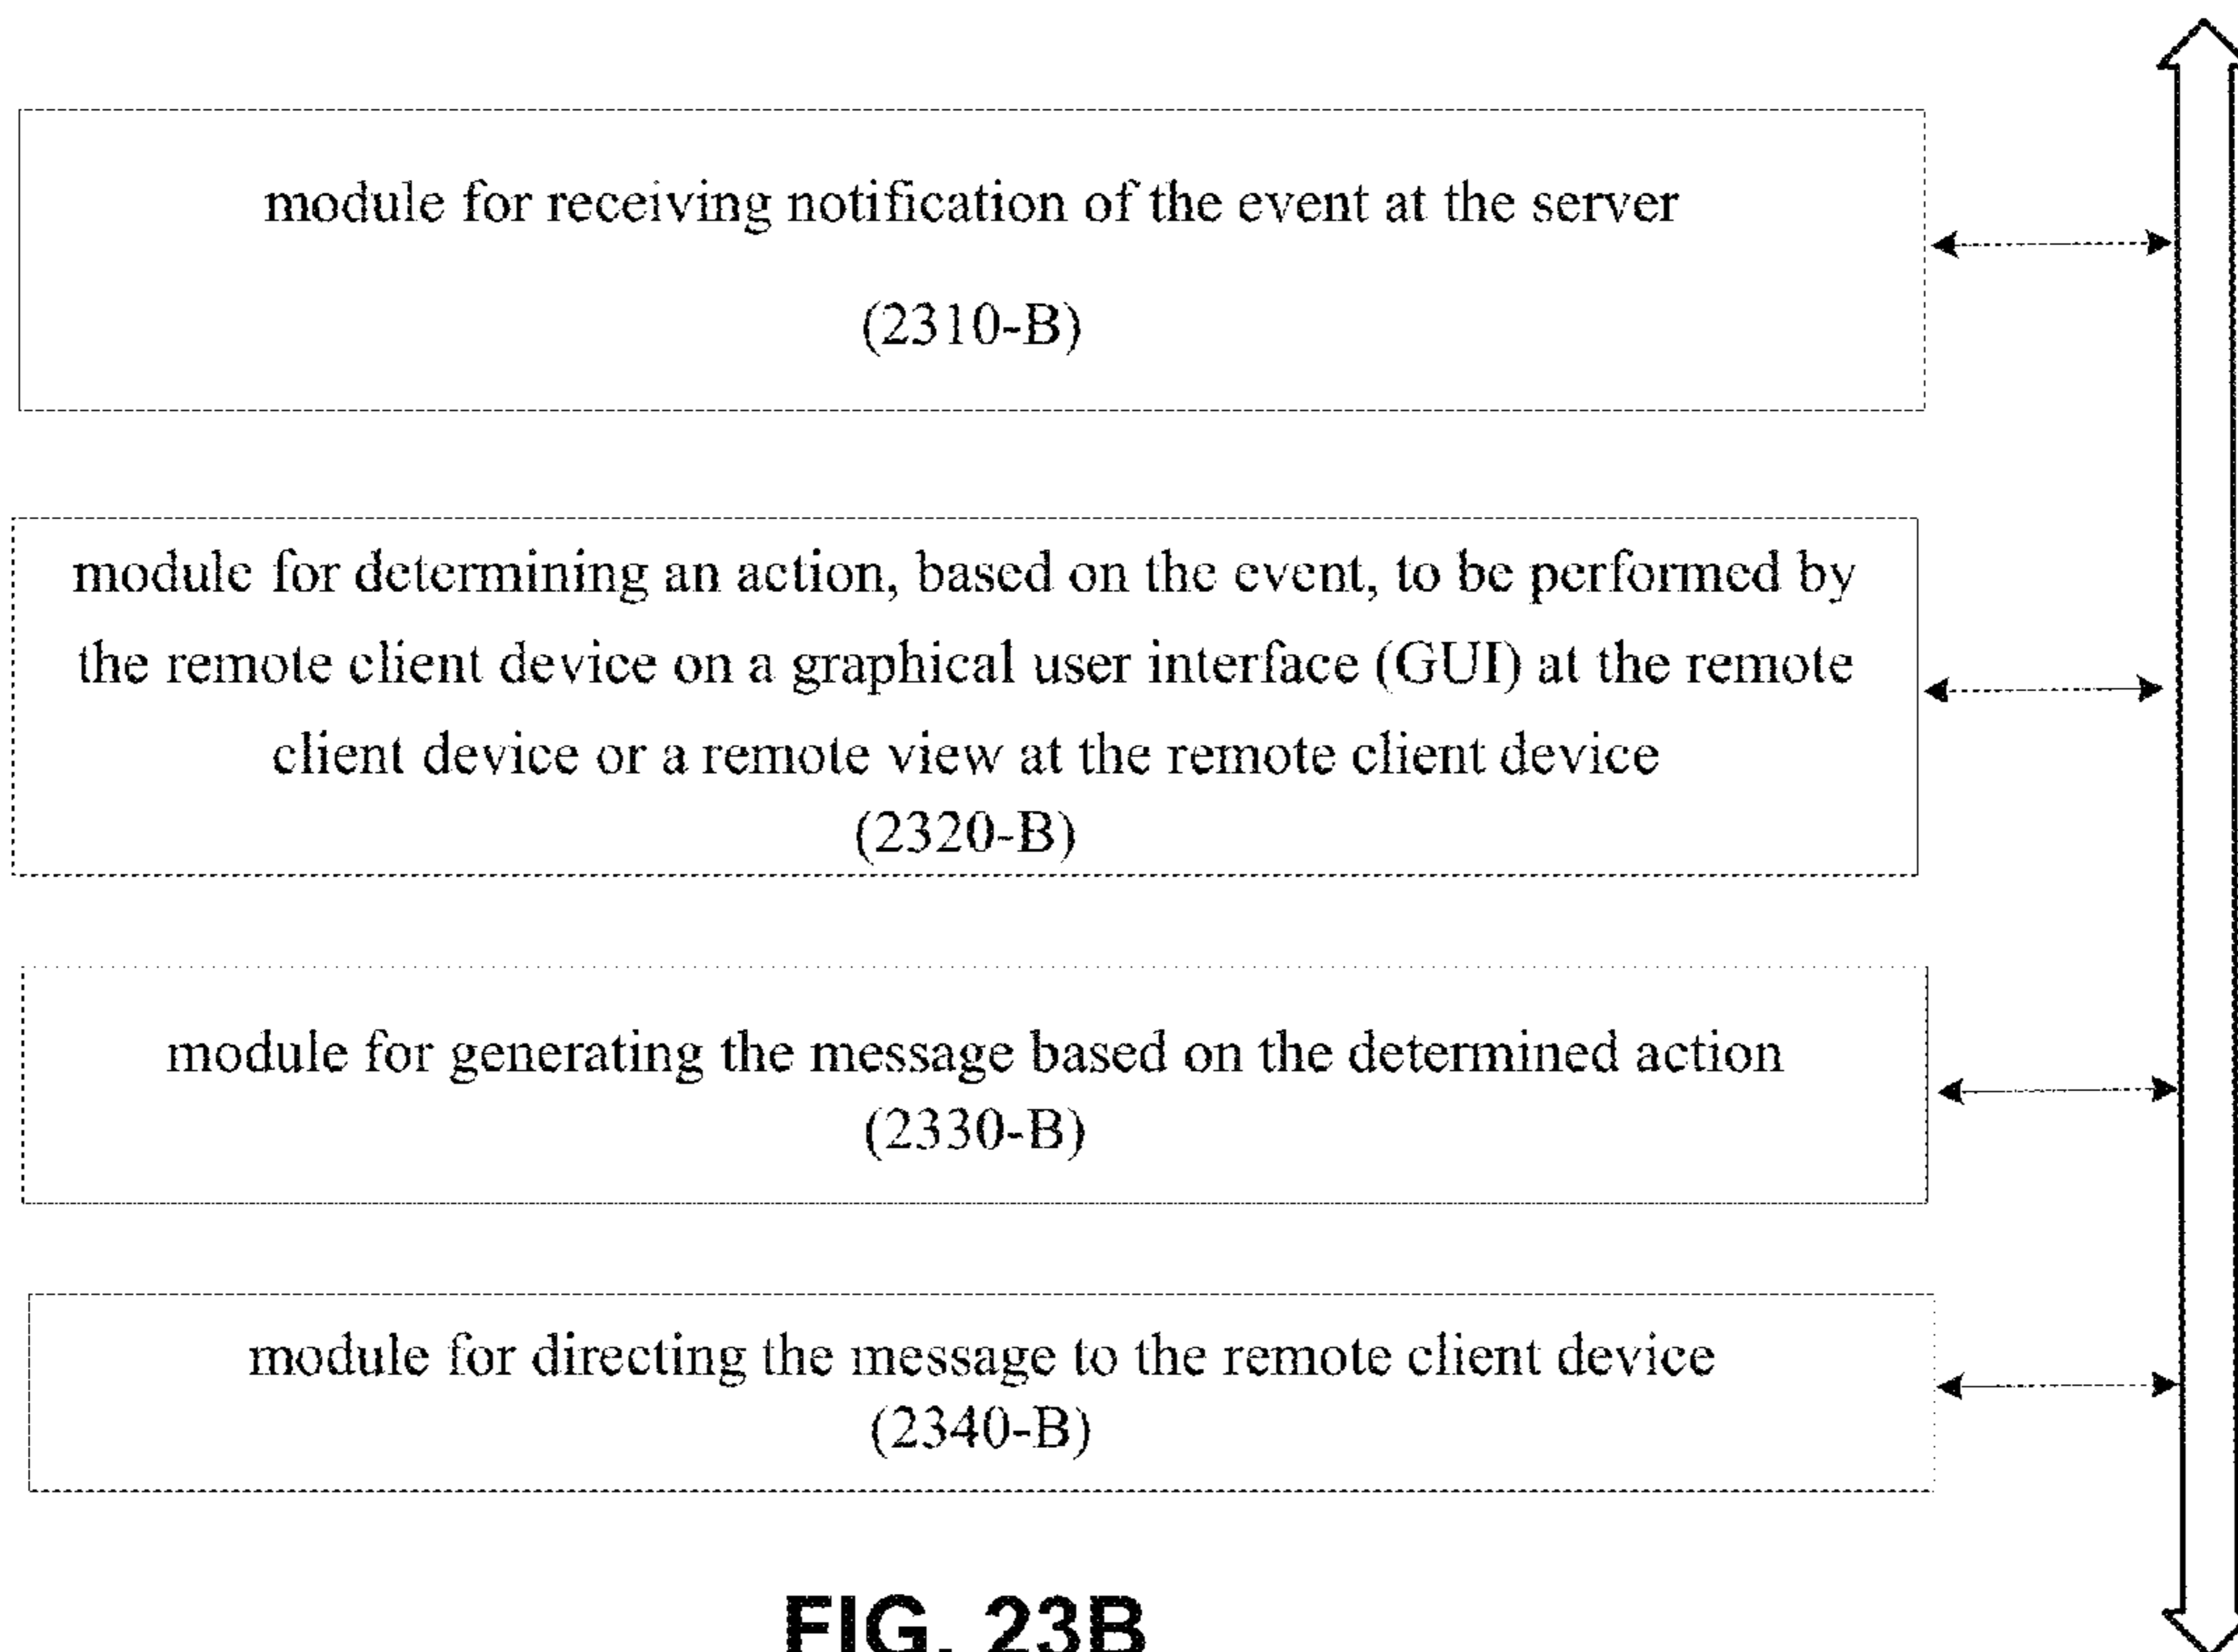 module for receiving notification of the event at the server
(2310-B)
module for determining an action, based on the event, to be performed by
the remote client device on a graphical user interface (GUI) at the remote
client device or a remote view at the remote client device
(2320-B)
module for generating the message based on the determined action
(2330-B)
module for directing the message to the remote client device
(2340-B)
FIG. 23B